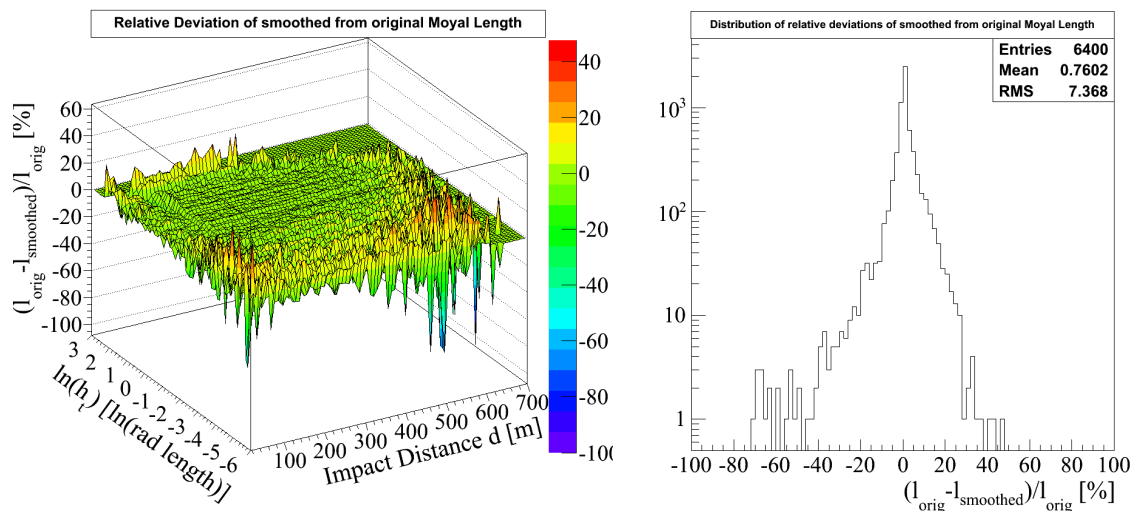 Relative Deviation of smoothed from original Moyal Length
(l_orig-l_smoothed)/l_orig [%]
60
40
20
0
-20
-40
-60
-80
-100
3 2 1 0 -1 -2 -3 -4 -5 -6
ln(h_t) [ln(rad length)]
100 200 300 400 500 600 700
Impact Distance d [m]
40
20
0
-20
-40
-60
-80
-100
Distribution of relative deviations of smoothed from original Moyal Length
Entries 6400
Mean 0.7602
RMS 7.368
10^3
10^2
10
1
-100 -80 -60 -40 -20 0 20 40 60 80 100
(l_orig-l_smoothed)/l_orig [%]